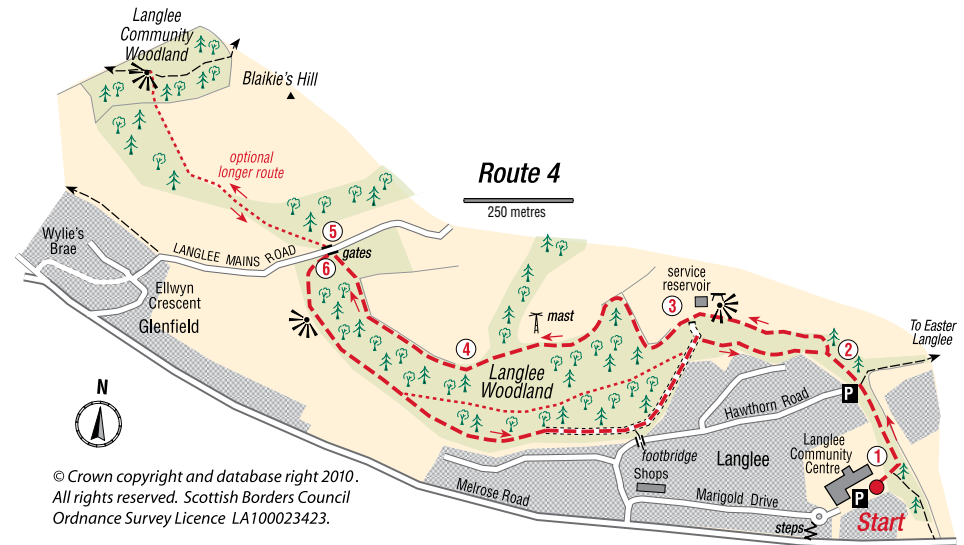 Langlee
Community
Woodland
Blaikie's Hill
optional
longer route
Route 4
250 metres
Wylie's
Brae
LANGLEE MAINS ROAD
5
gates
6
Ellwyn
Crescent
Glenfield
service
reservoir
3
mast
To Easter
Langlee
2
4
Langlee
Woodland
P
Hawthorn Road
N
footbridge
Langlee
Langlee
Community
Centre
1
Shops
Melrose Road
Marigold Drive
P
Start
steps
© Crown copyright and database right 2010.
All rights reserved. Scottish Borders Council
Ordnance Survey Licence LA100023423.